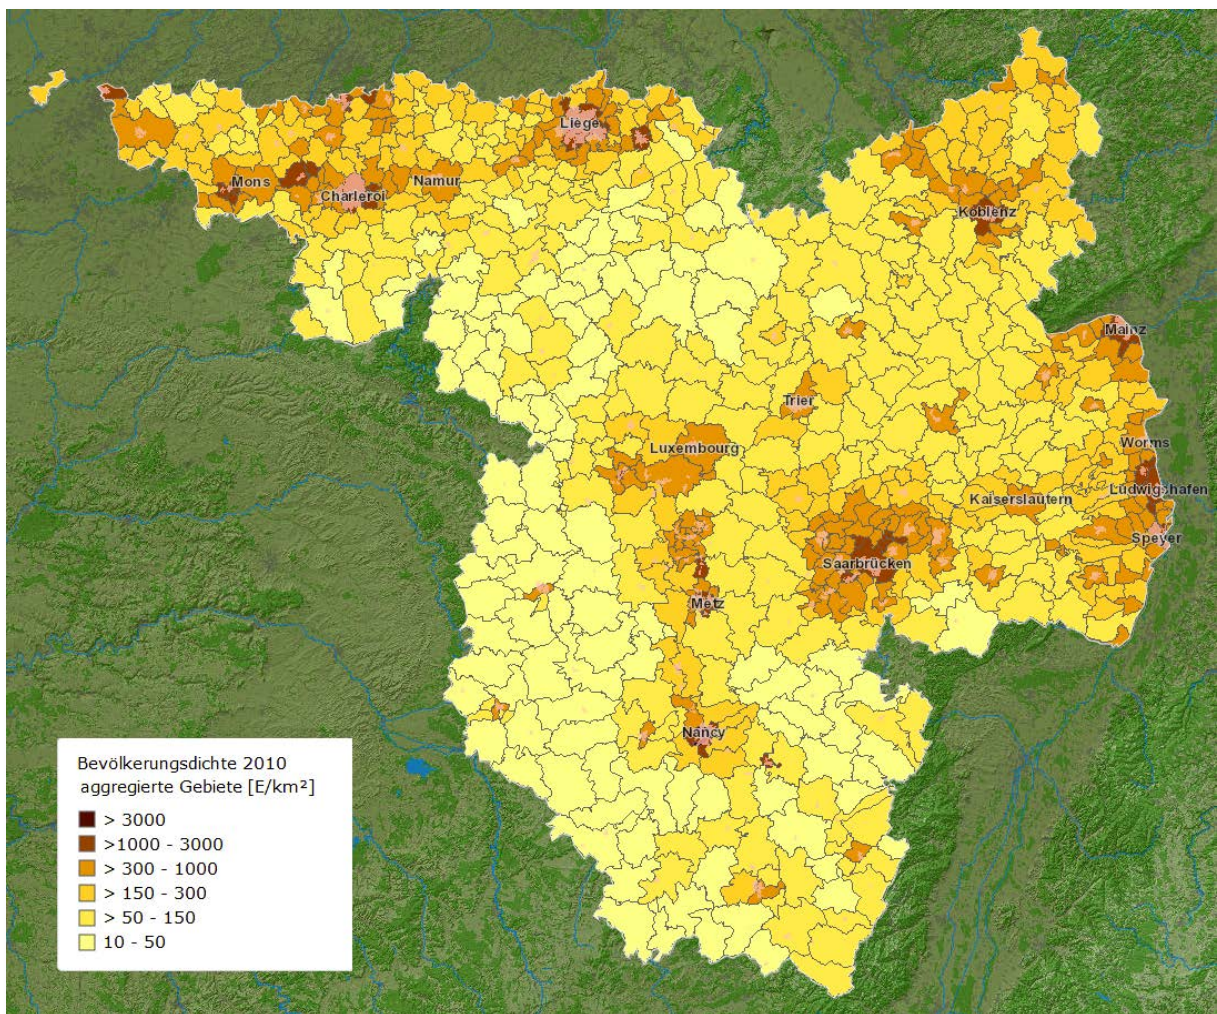 Liège
Mons
Charleroi
Namur
Koblenz
Mainz
Trier
Worms
Luxembourg
Ludwigshafen
Kaiserslautern
Speyer
Saarbrücken
Metz
Nancy
Bevölkerungsdichte 2010
aggregierte Gebiete [E/km²]
> 3000
>1000 - 3000
> 300 - 1000
> 150 - 300
> 50 - 150
10 - 50